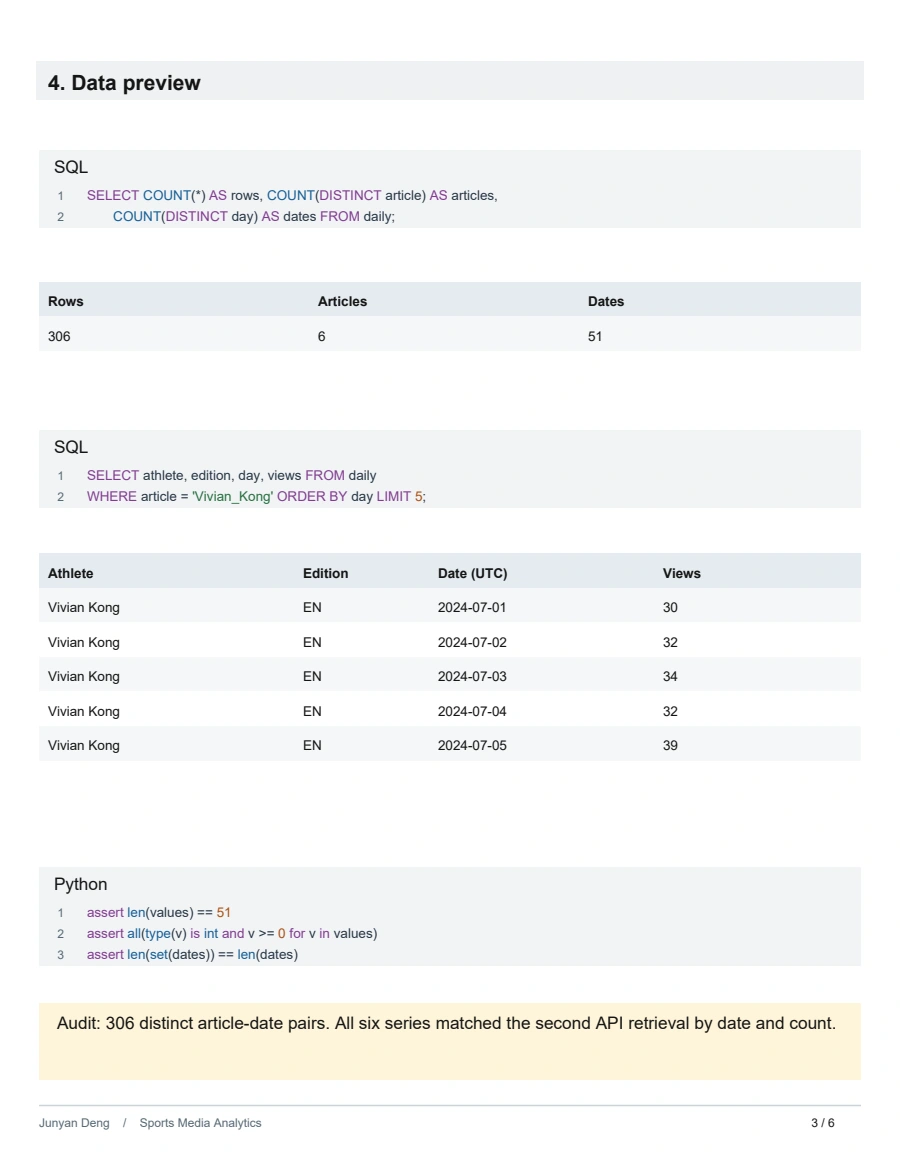 4. Data preview
SQL
1 SELECT COUNT(*) AS rows, COUNT(DISTINCT article) AS articles,
2 COUNT(DISTINCT day) AS dates FROM daily;
Rows Articles Dates
306 6 51
SQL
1 SELECT athlete, edition, day, views FROM daily
2 WHERE article = 'Vivian_Kong' ORDER BY day LIMIT 5;
Athlete Edition Date (UTC) Views
Vivian Kong EN 2024-07-01 30
Vivian Kong EN 2024-07-02 32
Vivian Kong EN 2024-07-03 34
Vivian Kong EN 2024-07-04 32
Vivian Kong EN 2024-07-05 39
Python
1 assert len(values) == 51
2 assert all(type(v) is int and v >= 0 for v in values)
3 assert len(set(dates)) == len(dates)
Audit: 306 distinct article-date pairs. All six series matched the second API retrieval by date and count.
Junyan Deng / Sports Media Analytics 3 / 6